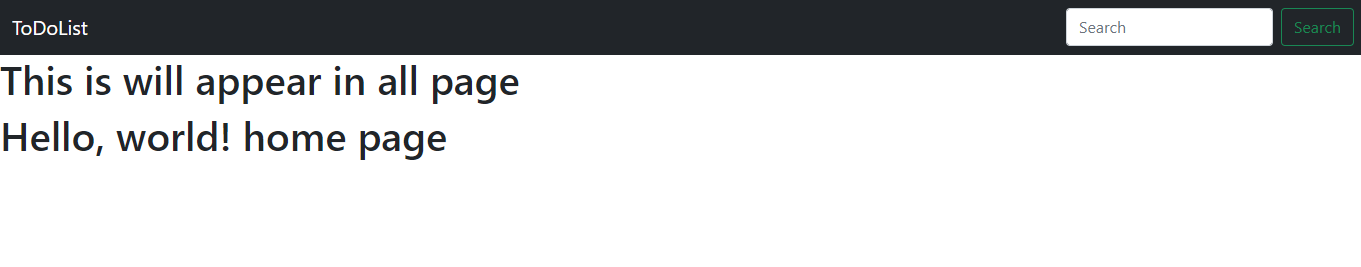 ToDoList Search Search
This is will appear in all page
Hello, world! home page